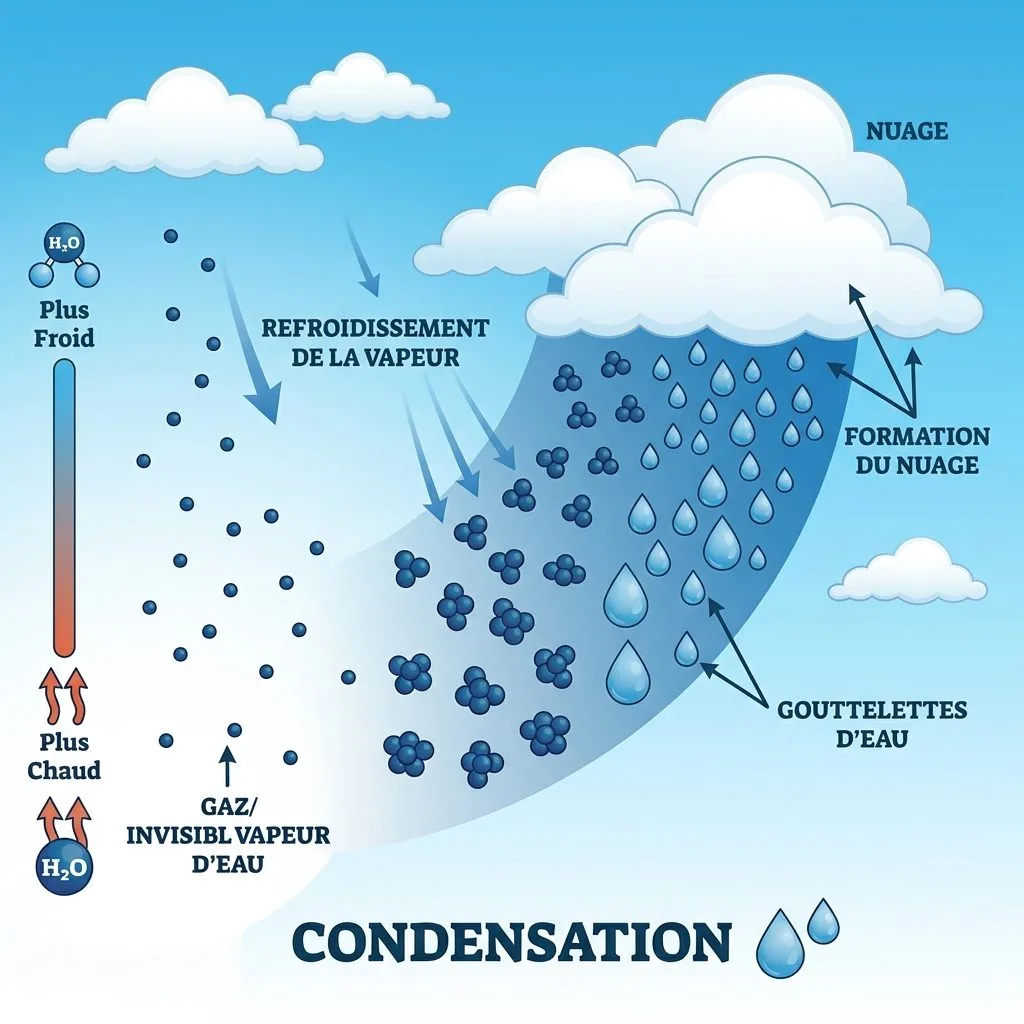 NUAGE
H₂O
Plus
Froid
REFROIDISSEMENT
DE LA VAPEUR
FORMATION
DU NUAGE
GOUTTELETTES
D'EAU
Plus
Chaud
GAZ/
INVISIBL VAPEUR
D'EAU
H₂O
CONDENSATION